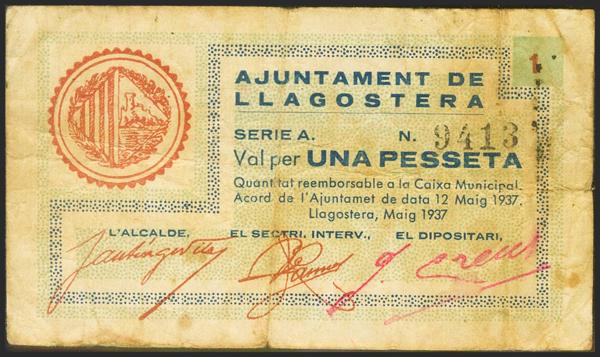 1
AJUNTAMENT DE
LLAGOSTERA
SERIE A. N. 9413
Val per UNA PESSETA
Quantitat reemborsable a la Caixa Municipal.
Acord de l'Ajuntamet de data 12 Maig 1937.
Llagostera, Maig 1937
L'ALCALDE, EL SECTRI. INTERV., EL DIPOSITARI,